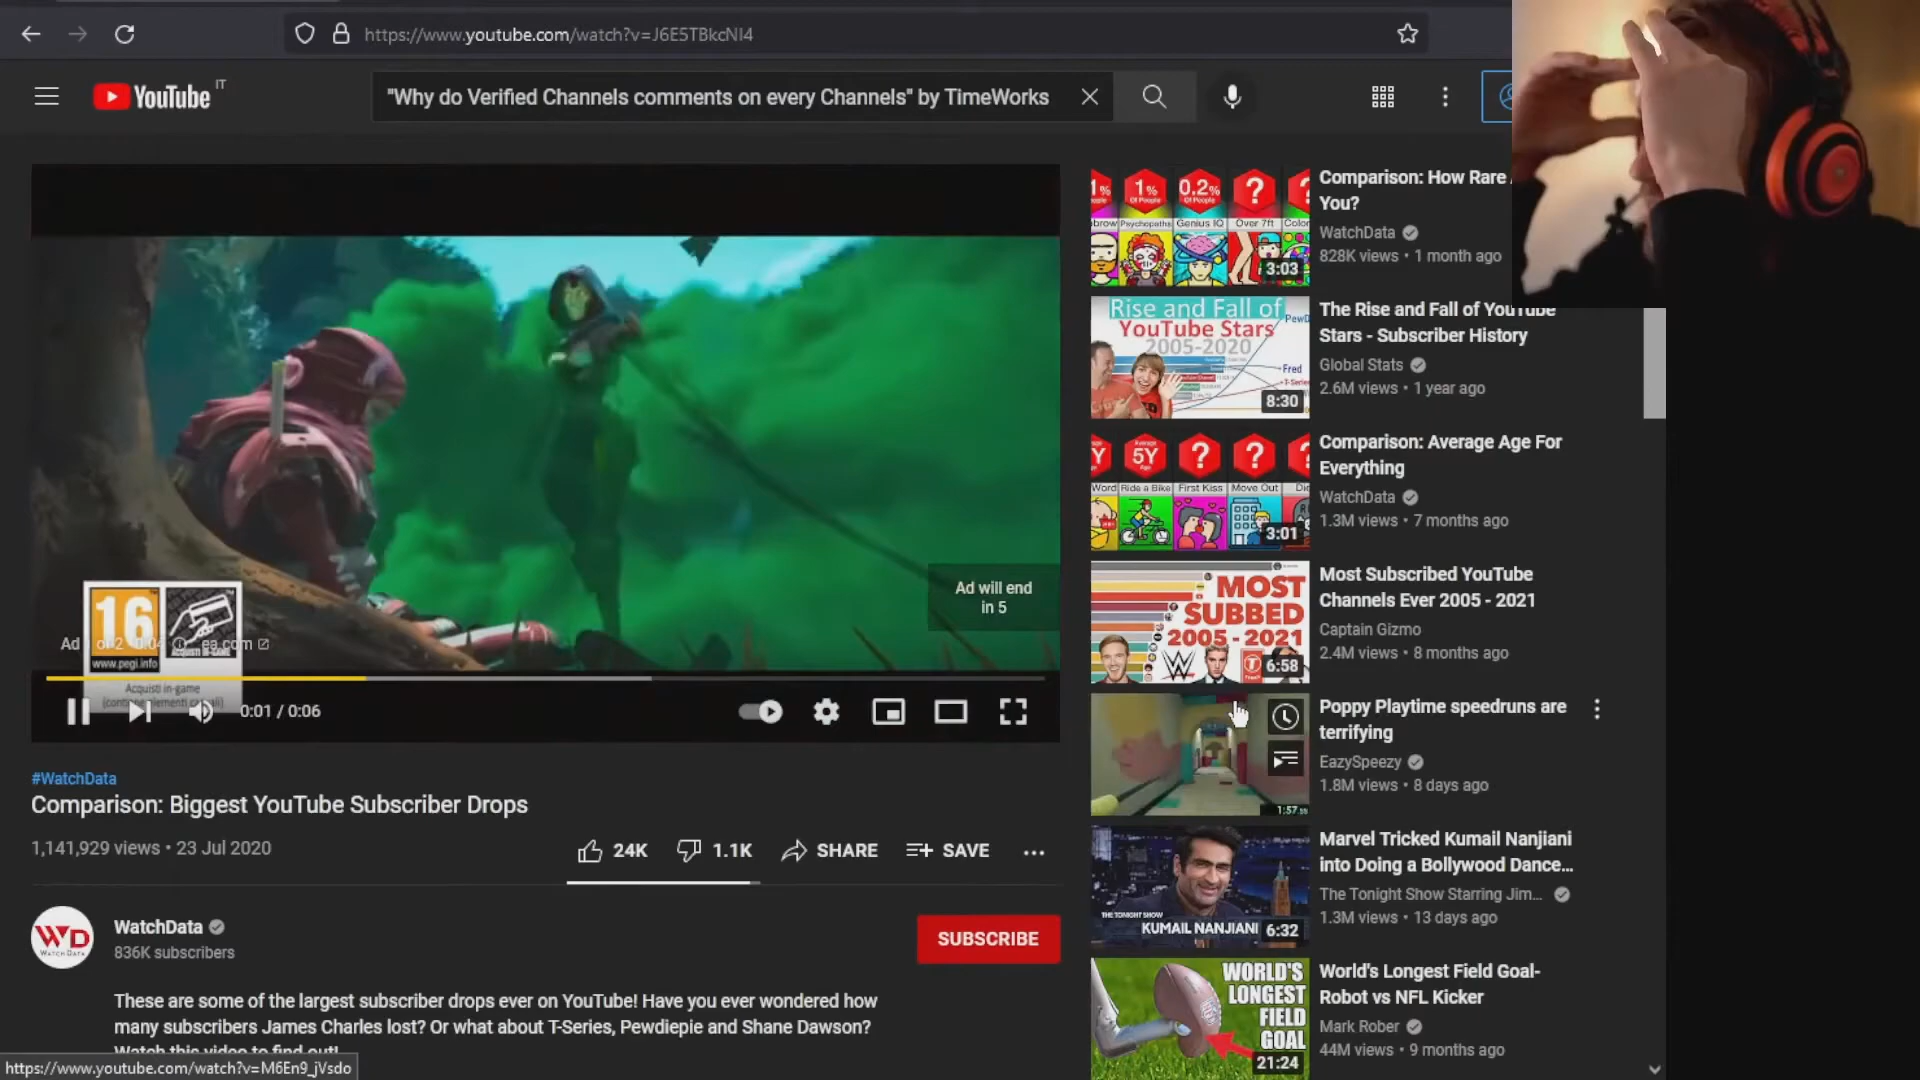 https://www.youtube.com/watch?v=J6E5TBkcNI4
YouTube IT
"Why do Verified Channels comments on every Channels" by TimeWorks
Ad will end
in 5
16
www.pegi.info
Acquisti in-game
0:01 / 0:06
#WatchData
Comparison: Biggest YouTube Subscriber Drops
1,141,929 views • 23 Jul 2020
24K
1.1K
SHARE
SAVE
WD
WATCH DATA
WatchData
836K subscribers
SUBSCRIBE
These are some of the largest subscriber drops ever on YouTube! Have you ever wondered how
many subscribers James Charles lost? Or what about T-Series, Pewdiepie and Shane Dawson?
Watch this video to find out!
https://www.youtube.com/watch?v=M6En9_jVsdo
1%
0.2%
?
Psychopaths
Genius IQ
Over 7ft
3:03
Comparison: How Rare
You?
WatchData
828K views • 1 month ago
Rise and Fall of
YouTube Stars
2005-2020
Fred
8:30
The Rise and Fall of YouTube
Stars - Subscriber History
Global Stats
2.6M views • 1 year ago
5Y
?
?
Word
Ride a Bike
First Kiss
Move Out
3:01
Comparison: Average Age For
Everything
WatchData
1.3M views • 7 months ago
MOST
SUBBED
2005 - 2021
6:58
Most Subscribed YouTube
Channels Ever 2005 - 2021
Captain Gizmo
2.4M views • 8 months ago
1:57
Poppy Playtime speedruns are
terrifying
EazySpeezy
1.8M views • 8 days ago
THE TONIGHT SHOW
KUMAIL NANJIANI
6:32
Marvel Tricked Kumail Nanjiani
into Doing a Bollywood Dance...
The Tonight Show Starring Jim...
1.3M views • 13 days ago
WORLD'S
LONGEST
FIELD
GOAL
21:24
World's Longest Field Goal-
Robot vs NFL Kicker
Mark Rober
44M views • 9 months ago